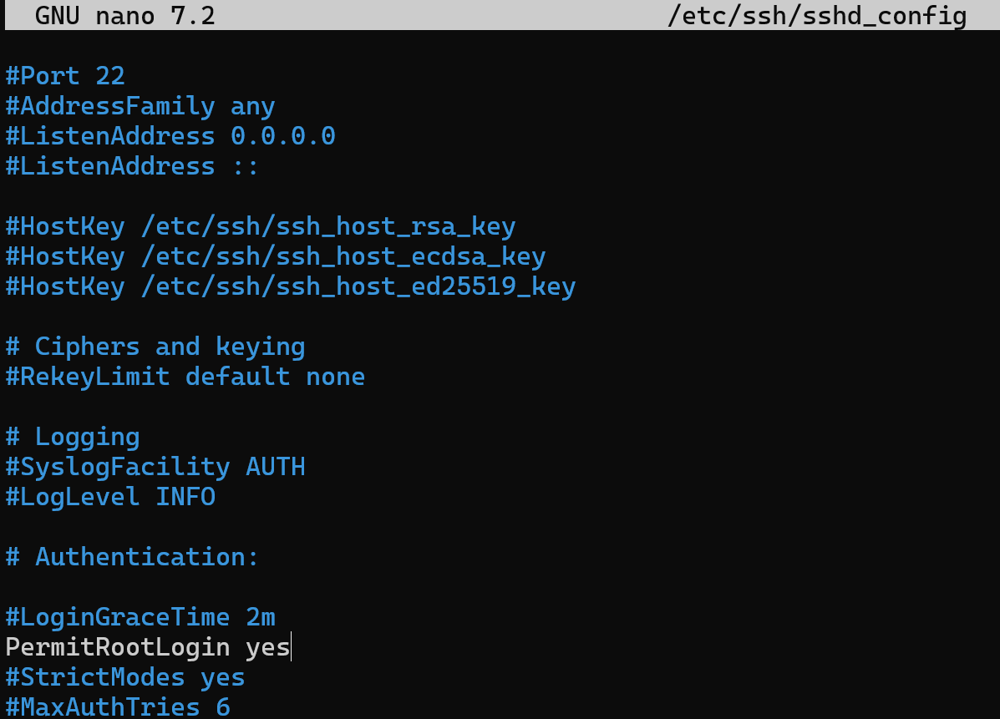 GNU nano 7.2 /etc/ssh/sshd_config
#Port 22
#AddressFamily any
#ListenAddress 0.0.0.0
#ListenAddress ::
#HostKey /etc/ssh/ssh_host_rsa_key
#HostKey /etc/ssh/ssh_host_ecdsa_key
#HostKey /etc/ssh/ssh_host_ed25519_key
# Ciphers and keying
#RekeyLimit default none
# Logging
#SyslogFacility AUTH
#LogLevel INFO
# Authentication:
#LoginGraceTime 2m
PermitRootLogin yes
#StrictModes yes
#MaxAuthTries 6